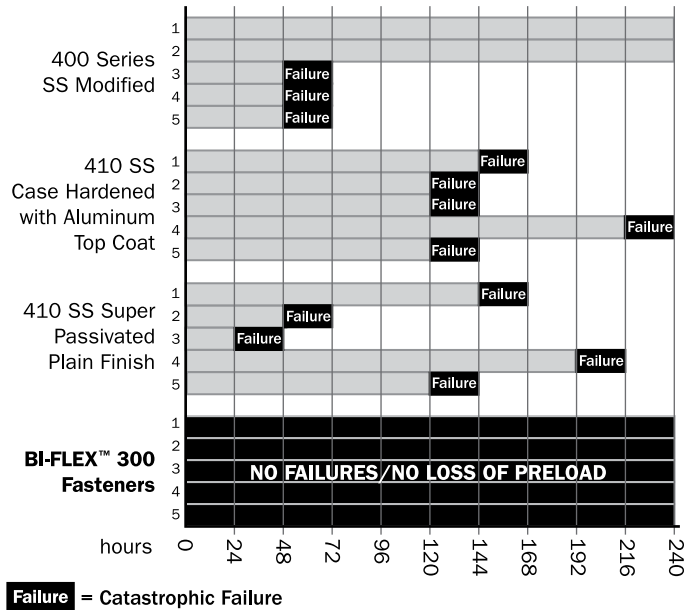 400 Series
SS Modified
1
2
3 Failure
4 Failure
5 Failure
410 SS
Case Hardened
with Aluminum
Top Coat
1 Failure
2 Failure
3 Failure
4 Failure
5 Failure
410 SS Super
Passivated
Plain Finish
1 Failure
2 Failure
3 Failure
4 Failure
5 Failure
BI-FLEX™ 300
Fasteners
1
2
3 NO FAILURES/NO LOSS OF PRELOAD
4
5
hours 0 24 48 72 96 120 144 168 192 216 240
Failure = Catastrophic Failure